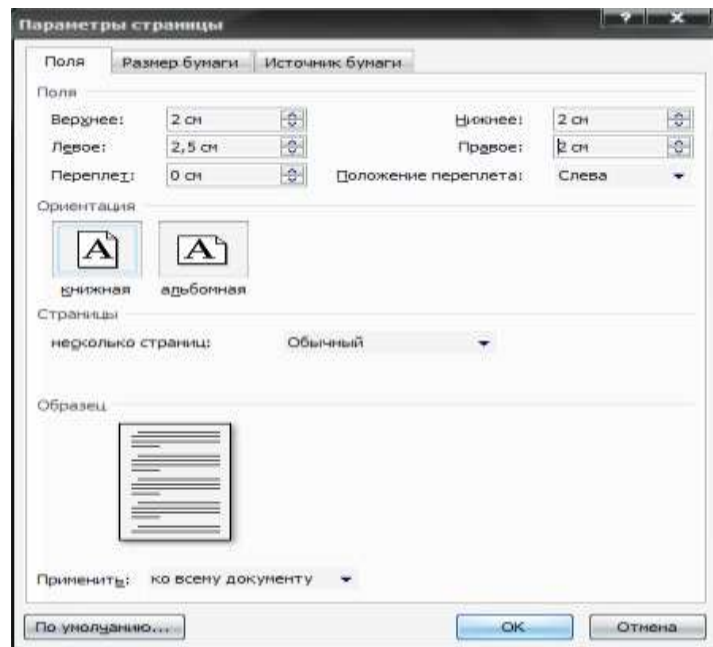 Параметры страницы ? X
Поля Размер бумаги Источник бумаги
Поля
Верхнее: 2 см Нижнее: 2 см
Левое: 2,5 см Правое: 2 см
Переплет: 0 см Положение переплета: Слева
Ориентация
A A
книжная альбомная
Страницы
несколько страниц: Обычный
Образец
Применить: ко всему документу
По умолчанию... ОК Отмена